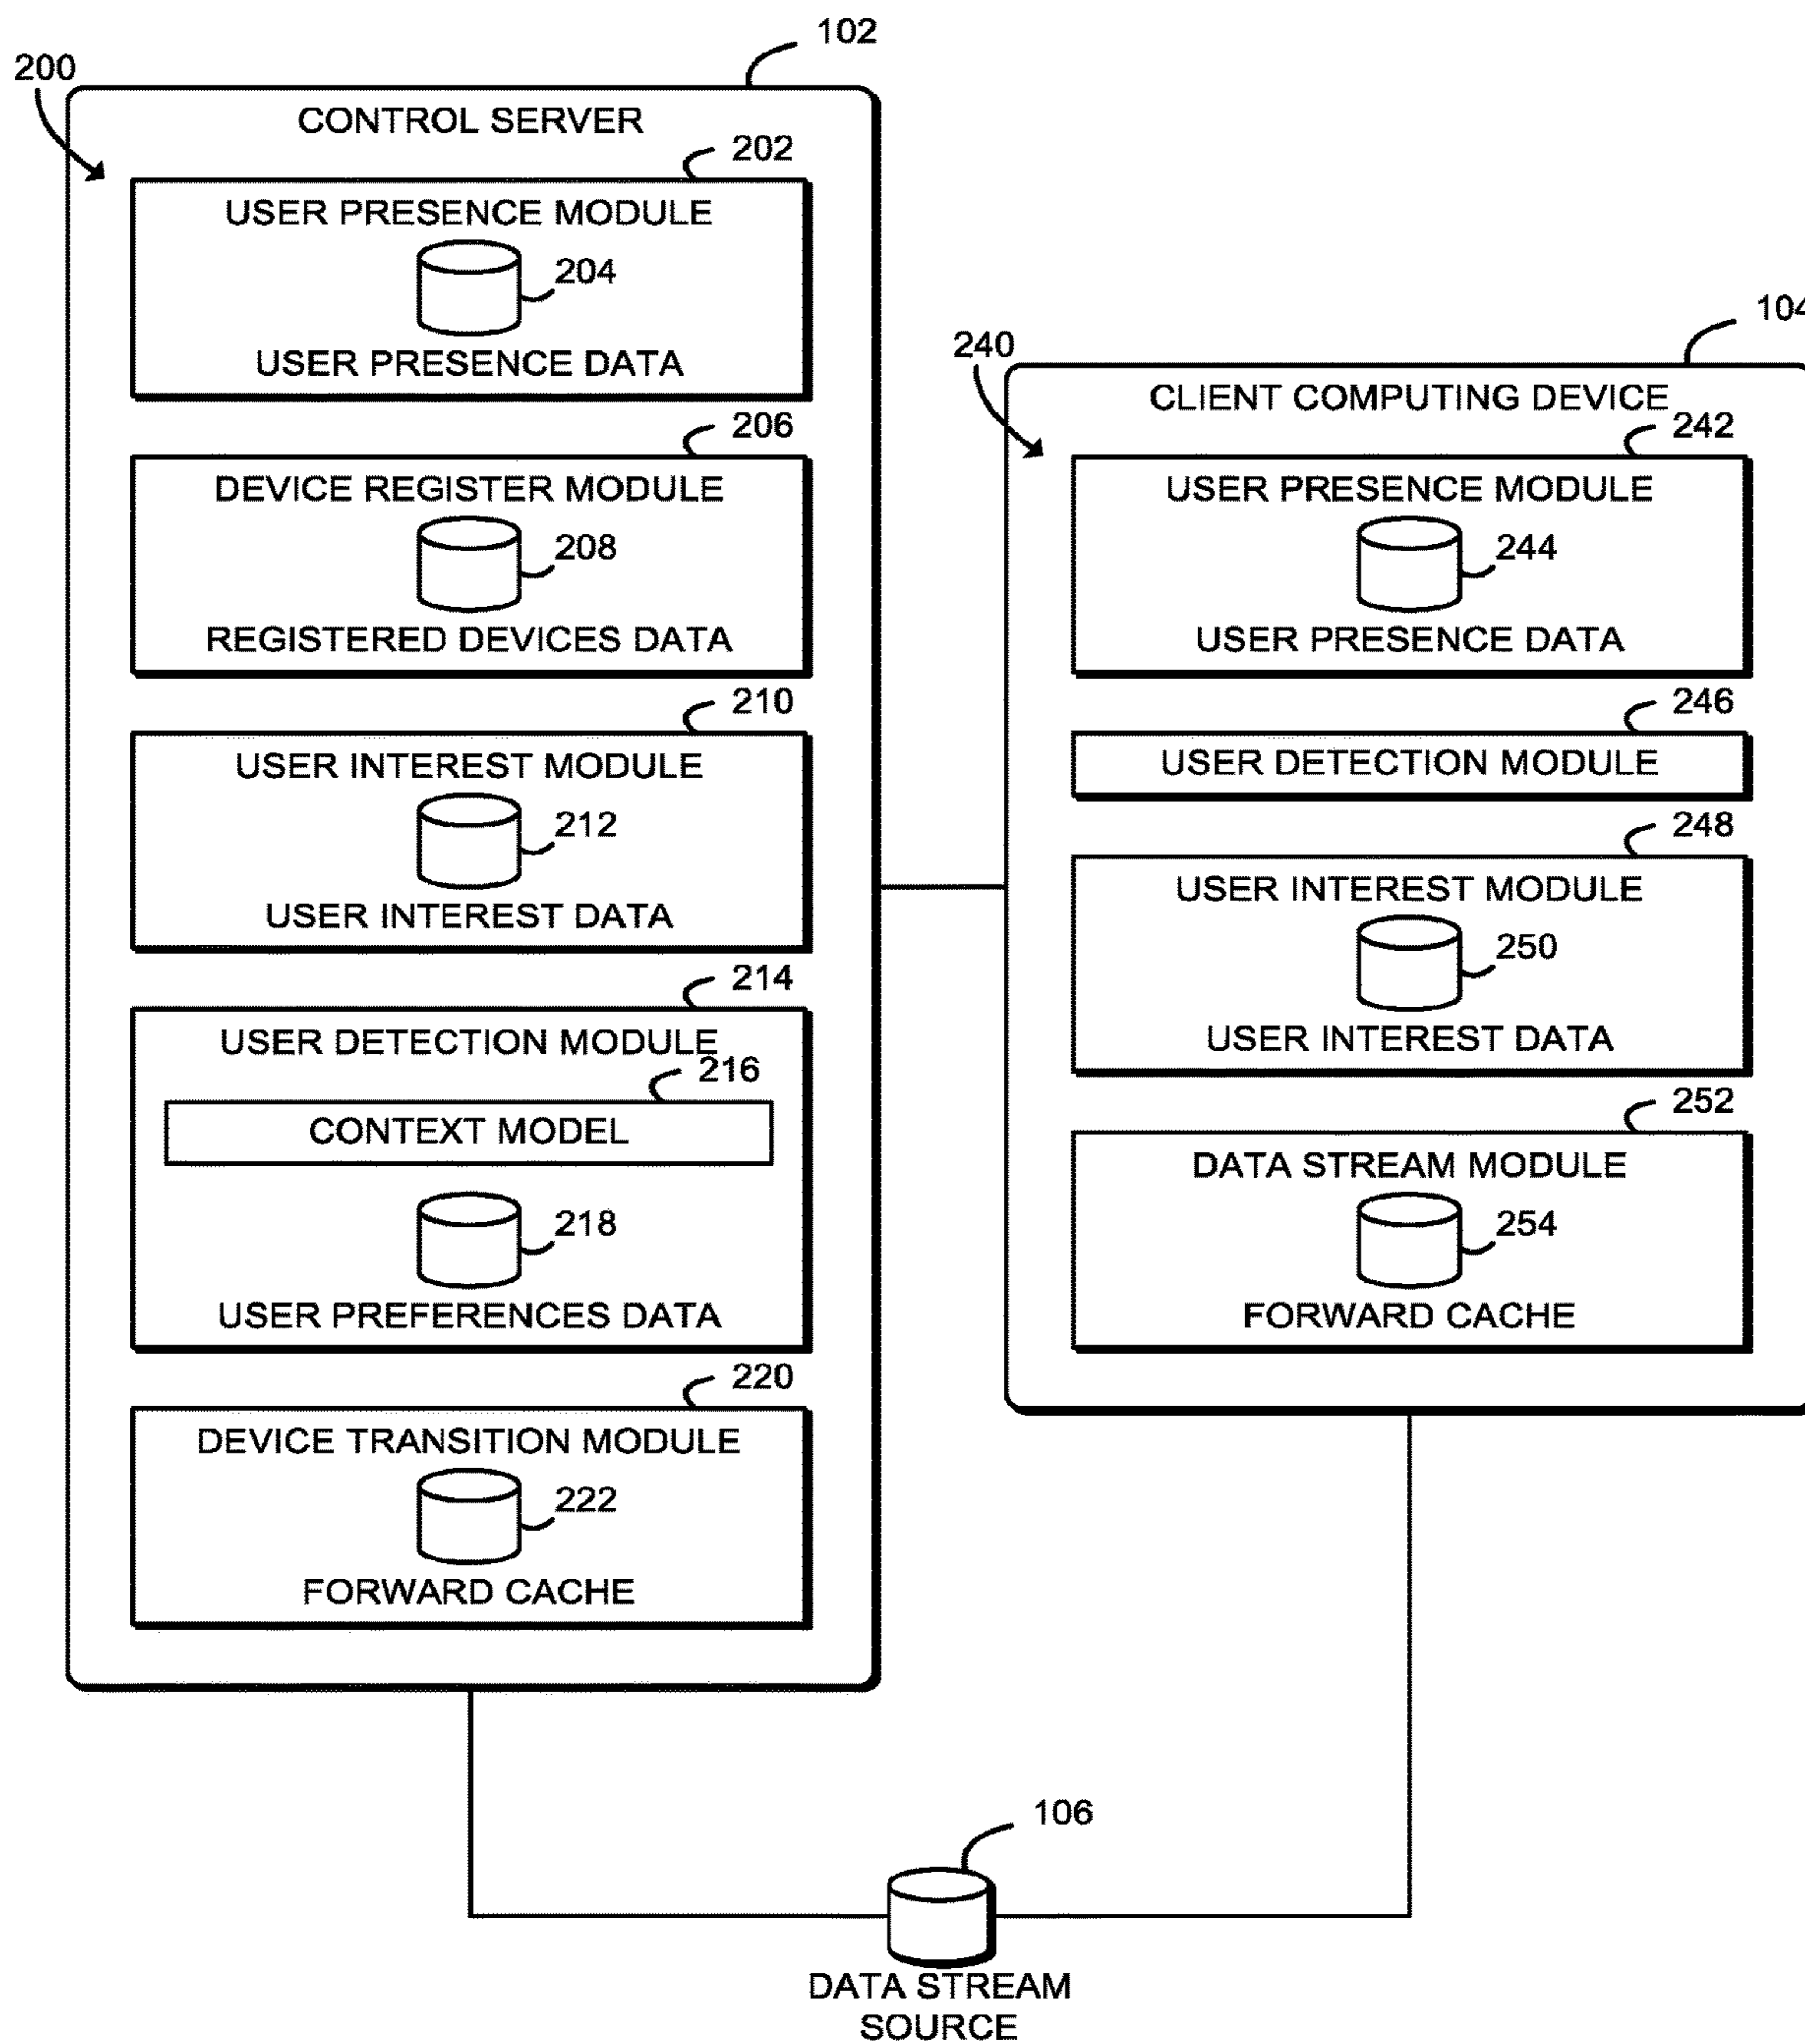 102
200
CONTROL SERVER
202
USER PRESENCE MODULE
204
USER PRESENCE DATA
206
DEVICE REGISTER MODULE
208
REGISTERED DEVICES DATA
210
USER INTEREST MODULE
212
USER INTEREST DATA
214
USER DETECTION MODULE
216
CONTEXT MODEL
218
USER PREFERENCES DATA
220
DEVICE TRANSITION MODULE
222
FORWARD CACHE
104
240
CLIENT COMPUTING DEVICE
242
USER PRESENCE MODULE
244
USER PRESENCE DATA
246
USER DETECTION MODULE
248
USER INTEREST MODULE
250
USER INTEREST DATA
252
DATA STREAM MODULE
254
FORWARD CACHE
106
DATA STREAM
SOURCE